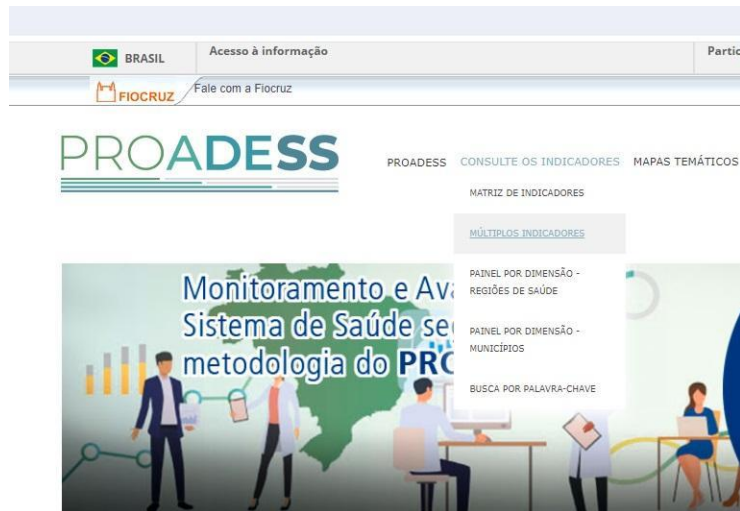 BRASIL
Acesso à informação
Partic
FIOCRUZ
Fale com a Fiocruz
PROADESS
PROADESS CONSULTE OS INDICADORES MAPAS TEMÁTICOS
MATRIZ DE INDICADORES
MÚLTIPLOS INDICADORES
PAINEL POR DIMENSÃO -
REGIÕES DE SAÚDE
PAINEL POR DIMENSÃO -
MUNICÍPIOS
BUSCA POR PALAVRA-CHAVE
Monitoramento e Ava
Sistema de Saúde se
metodologia do PRO